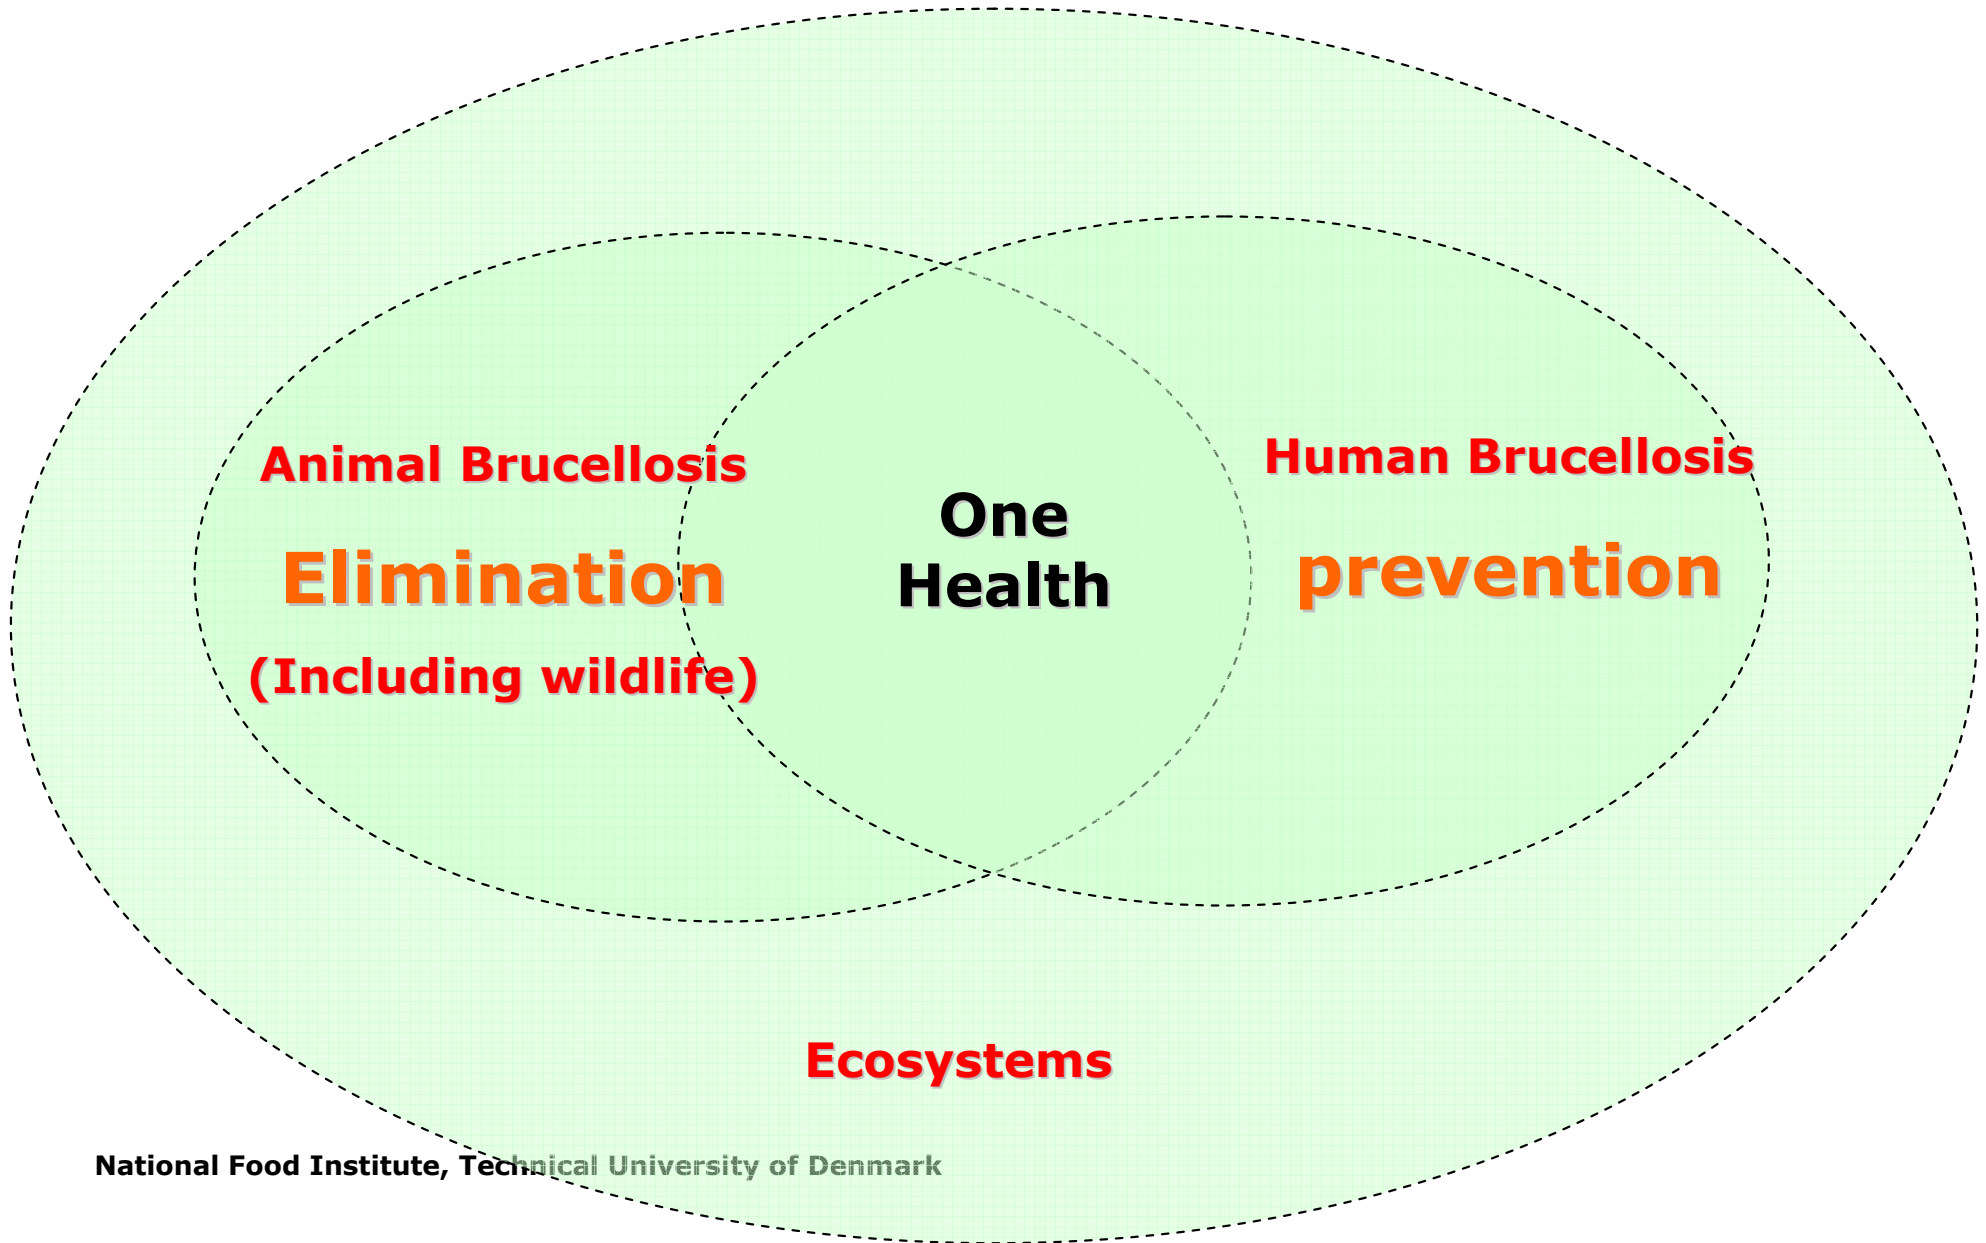 Animal Brucellosis
Elimination
(Including wildlife)
One
Health
Human Brucellosis
prevention
Ecosystems
National Food Institute, Technical University of Denmark